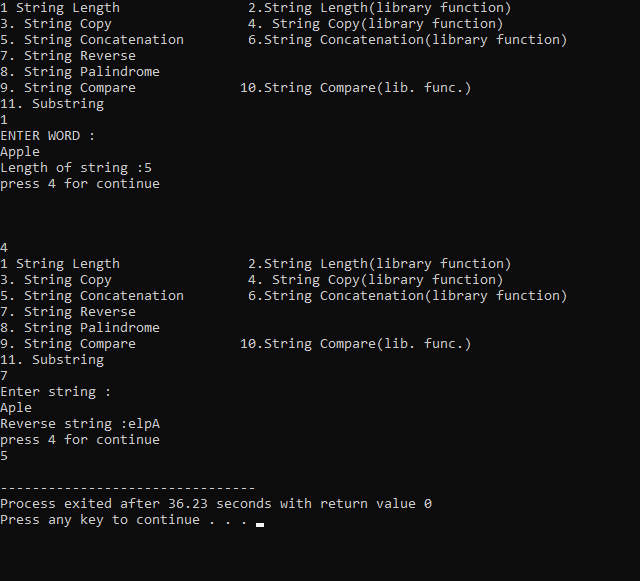 1 String Length                2.String Length(library function)
3. String Copy                 4. String Copy(library function)
5. String Concatenation        6.String Concatenation(library function)
7. String Reverse
8. String Palindrome
9. String Compare             10.String Compare(lib. func.)
11. Substring
1
ENTER WORD :
Apple
Length of string :5
press 4 for continue
4
1 String Length                2.String Length(library function)
3. String Copy                 4. String Copy(library function)
5. String Concatenation        6.String Concatenation(library function)
7. String Reverse
8. String Palindrome
9. String Compare             10.String Compare(lib. func.)
11. Substring
7
Enter string :
Aple
Reverse string :elpA
press 4 for continue
5
--------------------------------
Process exited after 36.23 seconds with return value 0
Press any key to continue . . .